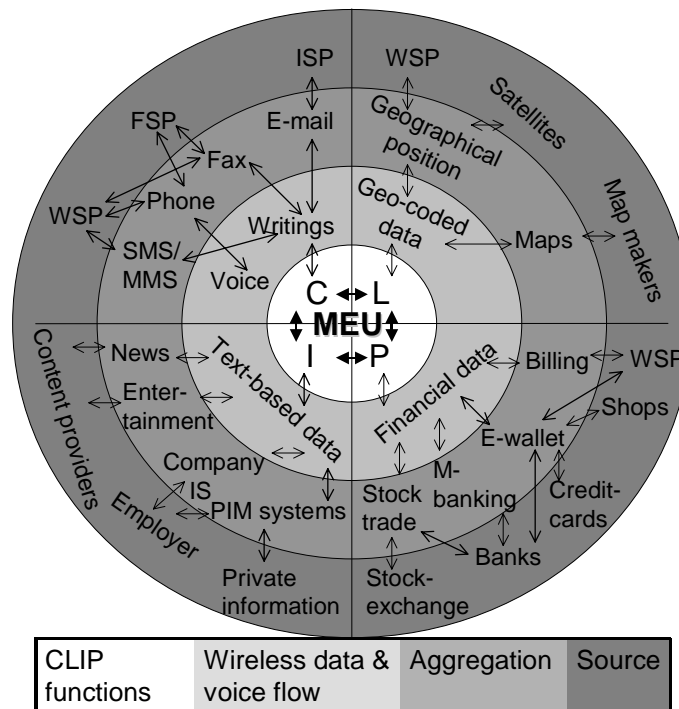 ISP
WSP
E-mail
Geographical
position
Satellites
FSP
Fax
Phone
WSP
SMS/
MMS
Writings
Voice
Geo-coded
data
Maps
Map makers
C L
MEU
I P
News
Enter-
tainment
Content providers
Text-based data
Company
IS
Employer
PIM systems
Private
information
Financial data
Billing
WSP
Shops
E-wallet
M-
banking
Credit-
cards
Stock
trade
Banks
Stock-
exchange
CLIP
functions
Wireless data &
voice flow
Aggregation
Source